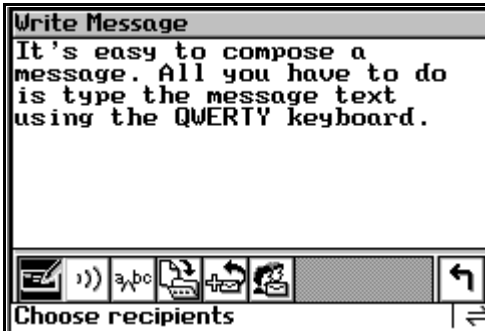 Write Message
It's easy to compose a
message. All you have to do
is type the message text
using the QWERTY keyboard.
abc
Choose recipients